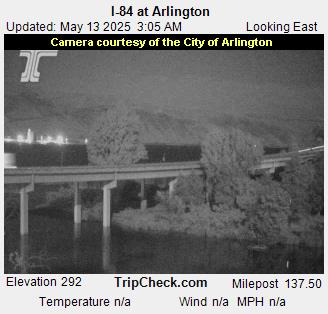 I-84 at Arlington
Updated: May 13 2025 3:05 AM Looking East
Camera courtesy of the City of Arlington
Elevation 292 TripCheck.com Milepost 137.50
Temperature n/a Wind n/a MPH n/a